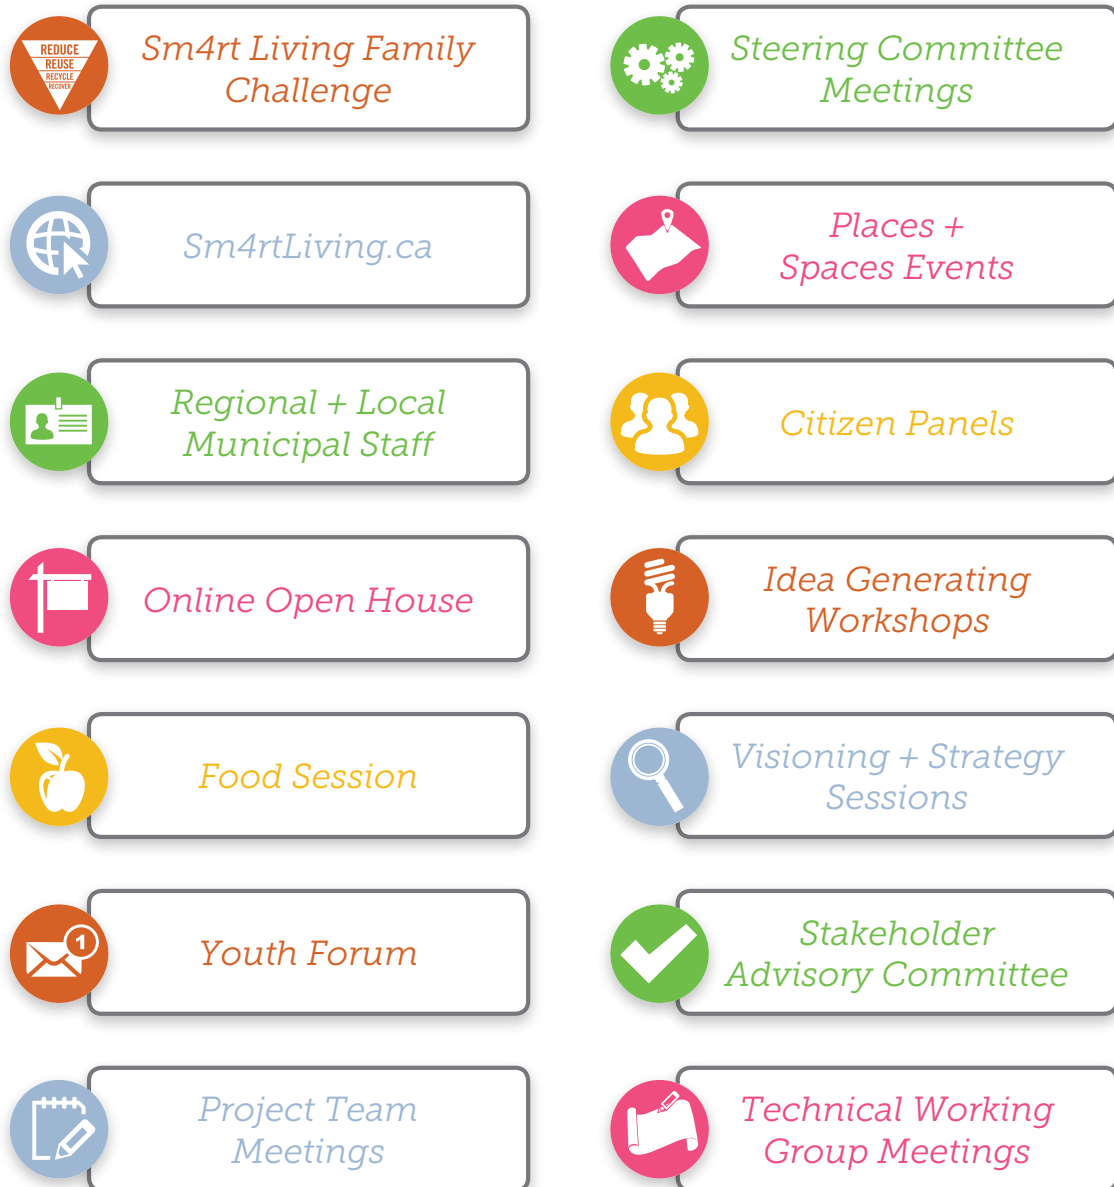 REDUCE
REUSE
RECYCLE
RECOVER
Sm4rt Living Family
Challenge
Steering Committee
Meetings
Sm4rtLiving.ca
Places +
Spaces Events
Regional + Local
Municipal Staff
Citizen Panels
Online Open House
Idea Generating
Workshops
Food Session
Visioning + Strategy
Sessions
1
Youth Forum
Stakeholder
Advisory Committee
Project Team
Meetings
Technical Working
Group Meetings